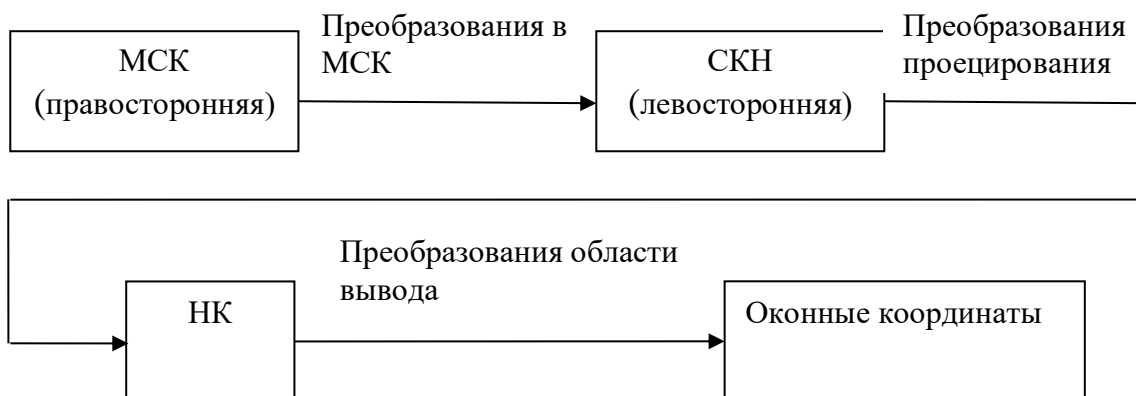 МСК
(правосторонняя)
Преобразования в
МСК
СКН
(левосторонняя)
Преобразования
проецирования
НК
Преобразования области
вывода
Оконные координаты